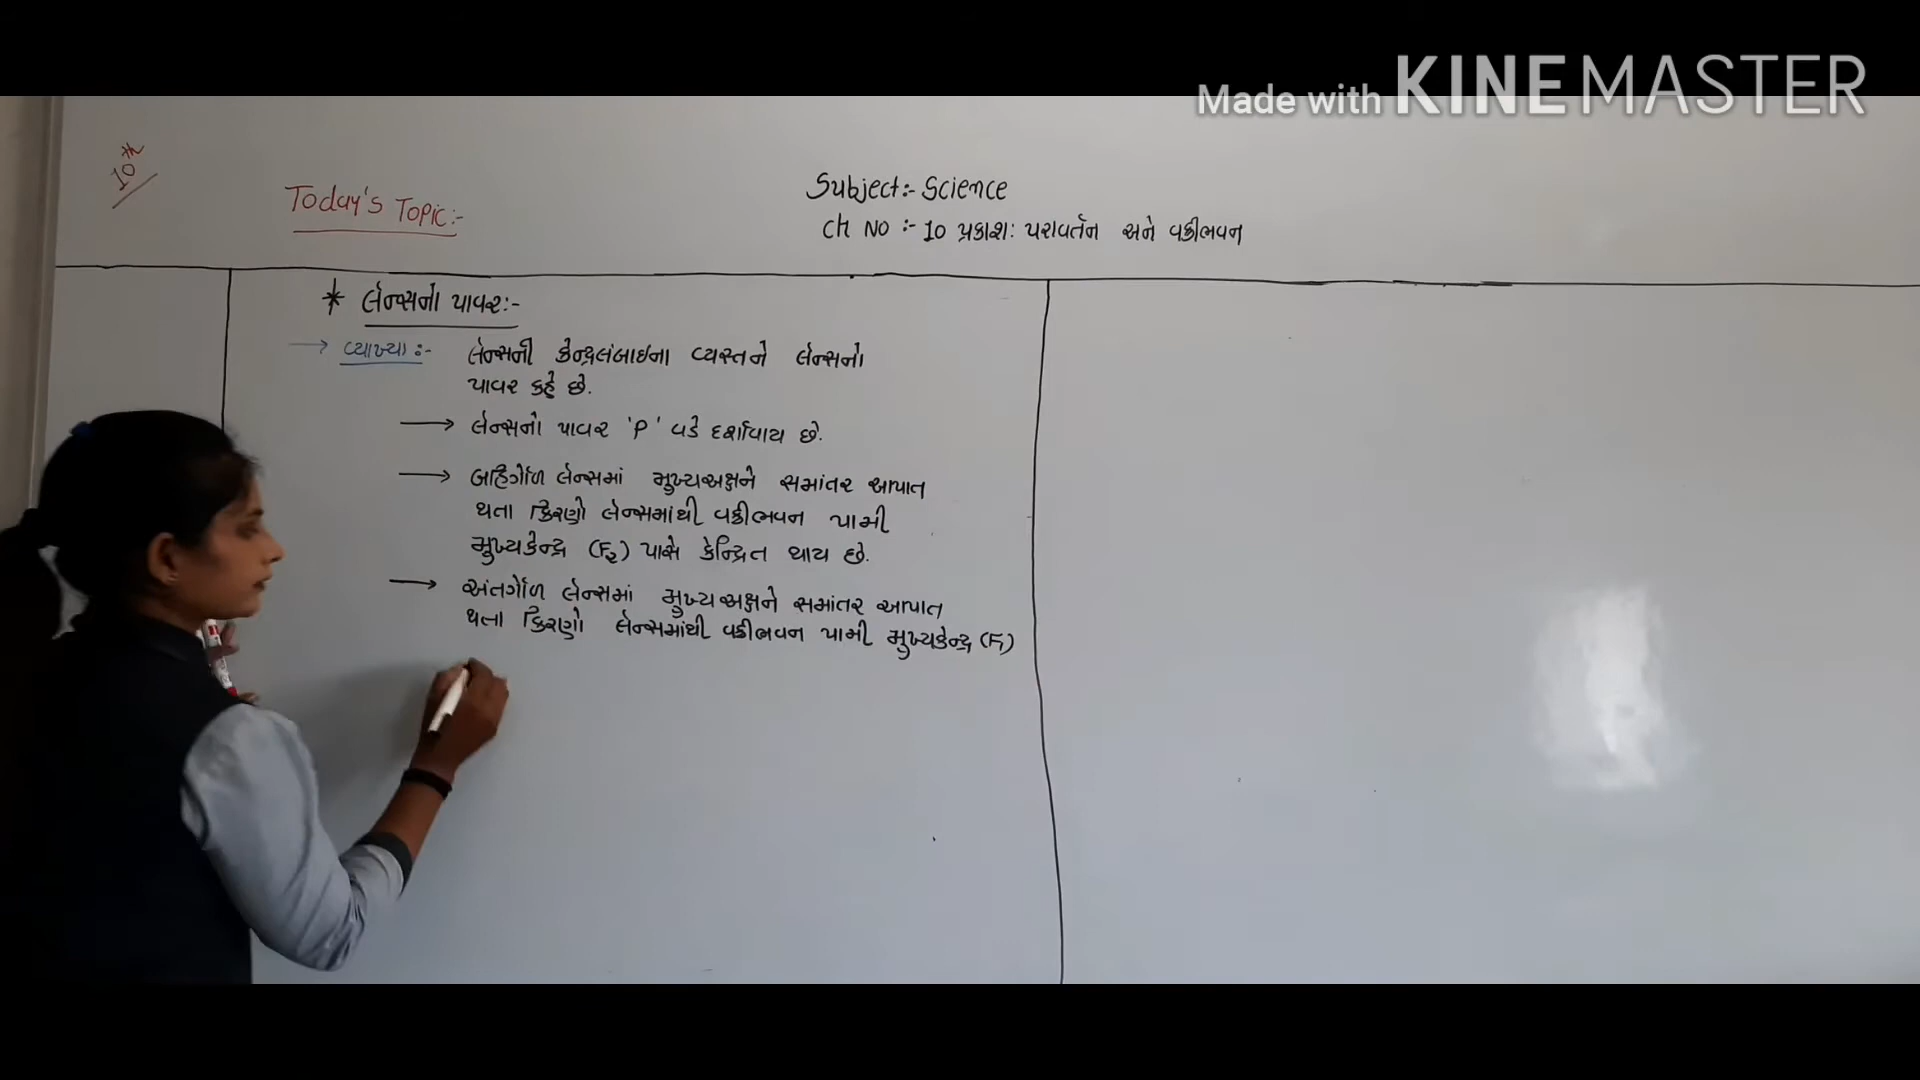 Made with KINEMASTER
10th
Today's Topic:-
Subject:- Science
CH NO :- 10 પ્રકાશ: પરાવર્તન અને વક્રીભવન
* લેન્સનો પાવર:-
→ વ્યાખ્યા:- લેન્સની કેન્દ્રલંબાઇના વ્યસ્તને લેન્સનો
પાવર કહે છે.
→ લેન્સનો પાવર 'P' વડે દર્શાવાય છે.
→ બહિર્ગોળ લેન્સમાં મુખ્યઅક્ષને સમાંતર આપાત
થતા કિરણો લેન્સમાંથી વક્રીભવન પામી
મુખ્યકેન્દ્ર (F2) પાસે કેન્દ્રિત થાય છે.
→ અંતર્ગોળ લેન્સમાં મુખ્યઅક્ષને સમાંતર આપાત
થતા કિરણો લેન્સમાંથી વક્રીભવન પામી મુખ્યકેન્દ્ર (F1)